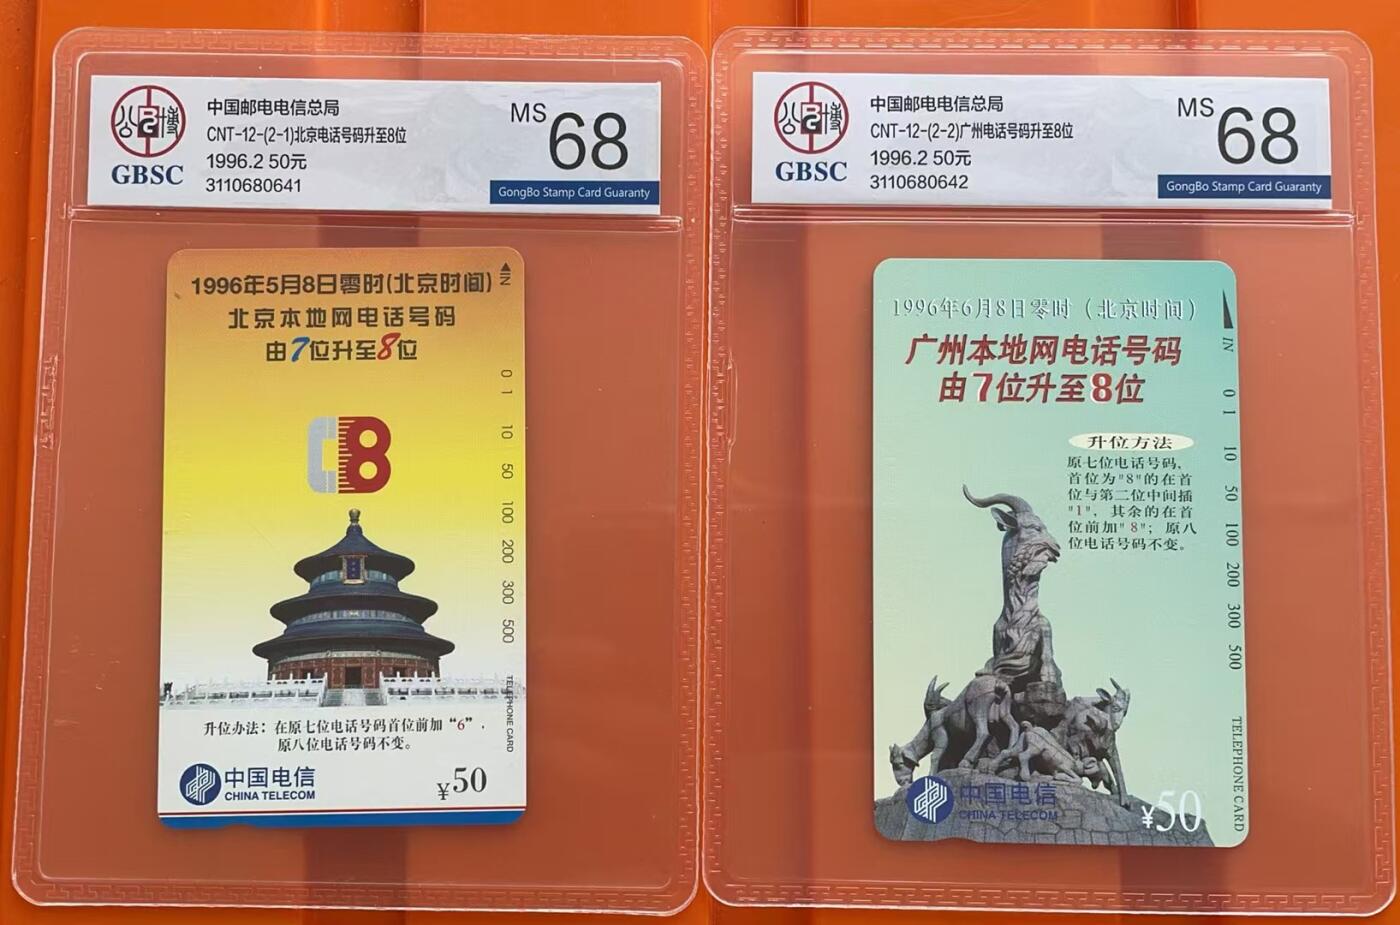 公博
GBSC
中国邮电电信总局
CNT-12-(2-1)北京电话号码升至8位
1996.2 50元
3110680641
MS 68
GongBo Stamp Card Guaranty
1996年5月8日零时(北京时间)
北京本地网电话号码
由7位升至8位
IN
0 1 10 50 100 200 300 500
TELEPHONE CARD
升位办法：在原七位电话号码首位前加“6”，
原八位电话号码不变。
中国电信
CHINA TELECOM
¥50
公博
GBSC
中国邮电电信总局
CNT-12-(2-2)广州电话号码升至8位
1996.2 50元
3110680642
MS 68
GongBo Stamp Card Guaranty
1996年6月8日零时（北京时间）
广州本地网电话号码
由7位升至8位
升位方法
原七位电话号码,
首位为"8"的在首
位与第二位中间插
"1"，其余的在首
位前加"8"；原八
位电话号码不变。
IN
0 1 10 50 100 200 300 500
TELEPHONE CARD
中国电信
CHINA TELECOM
¥50